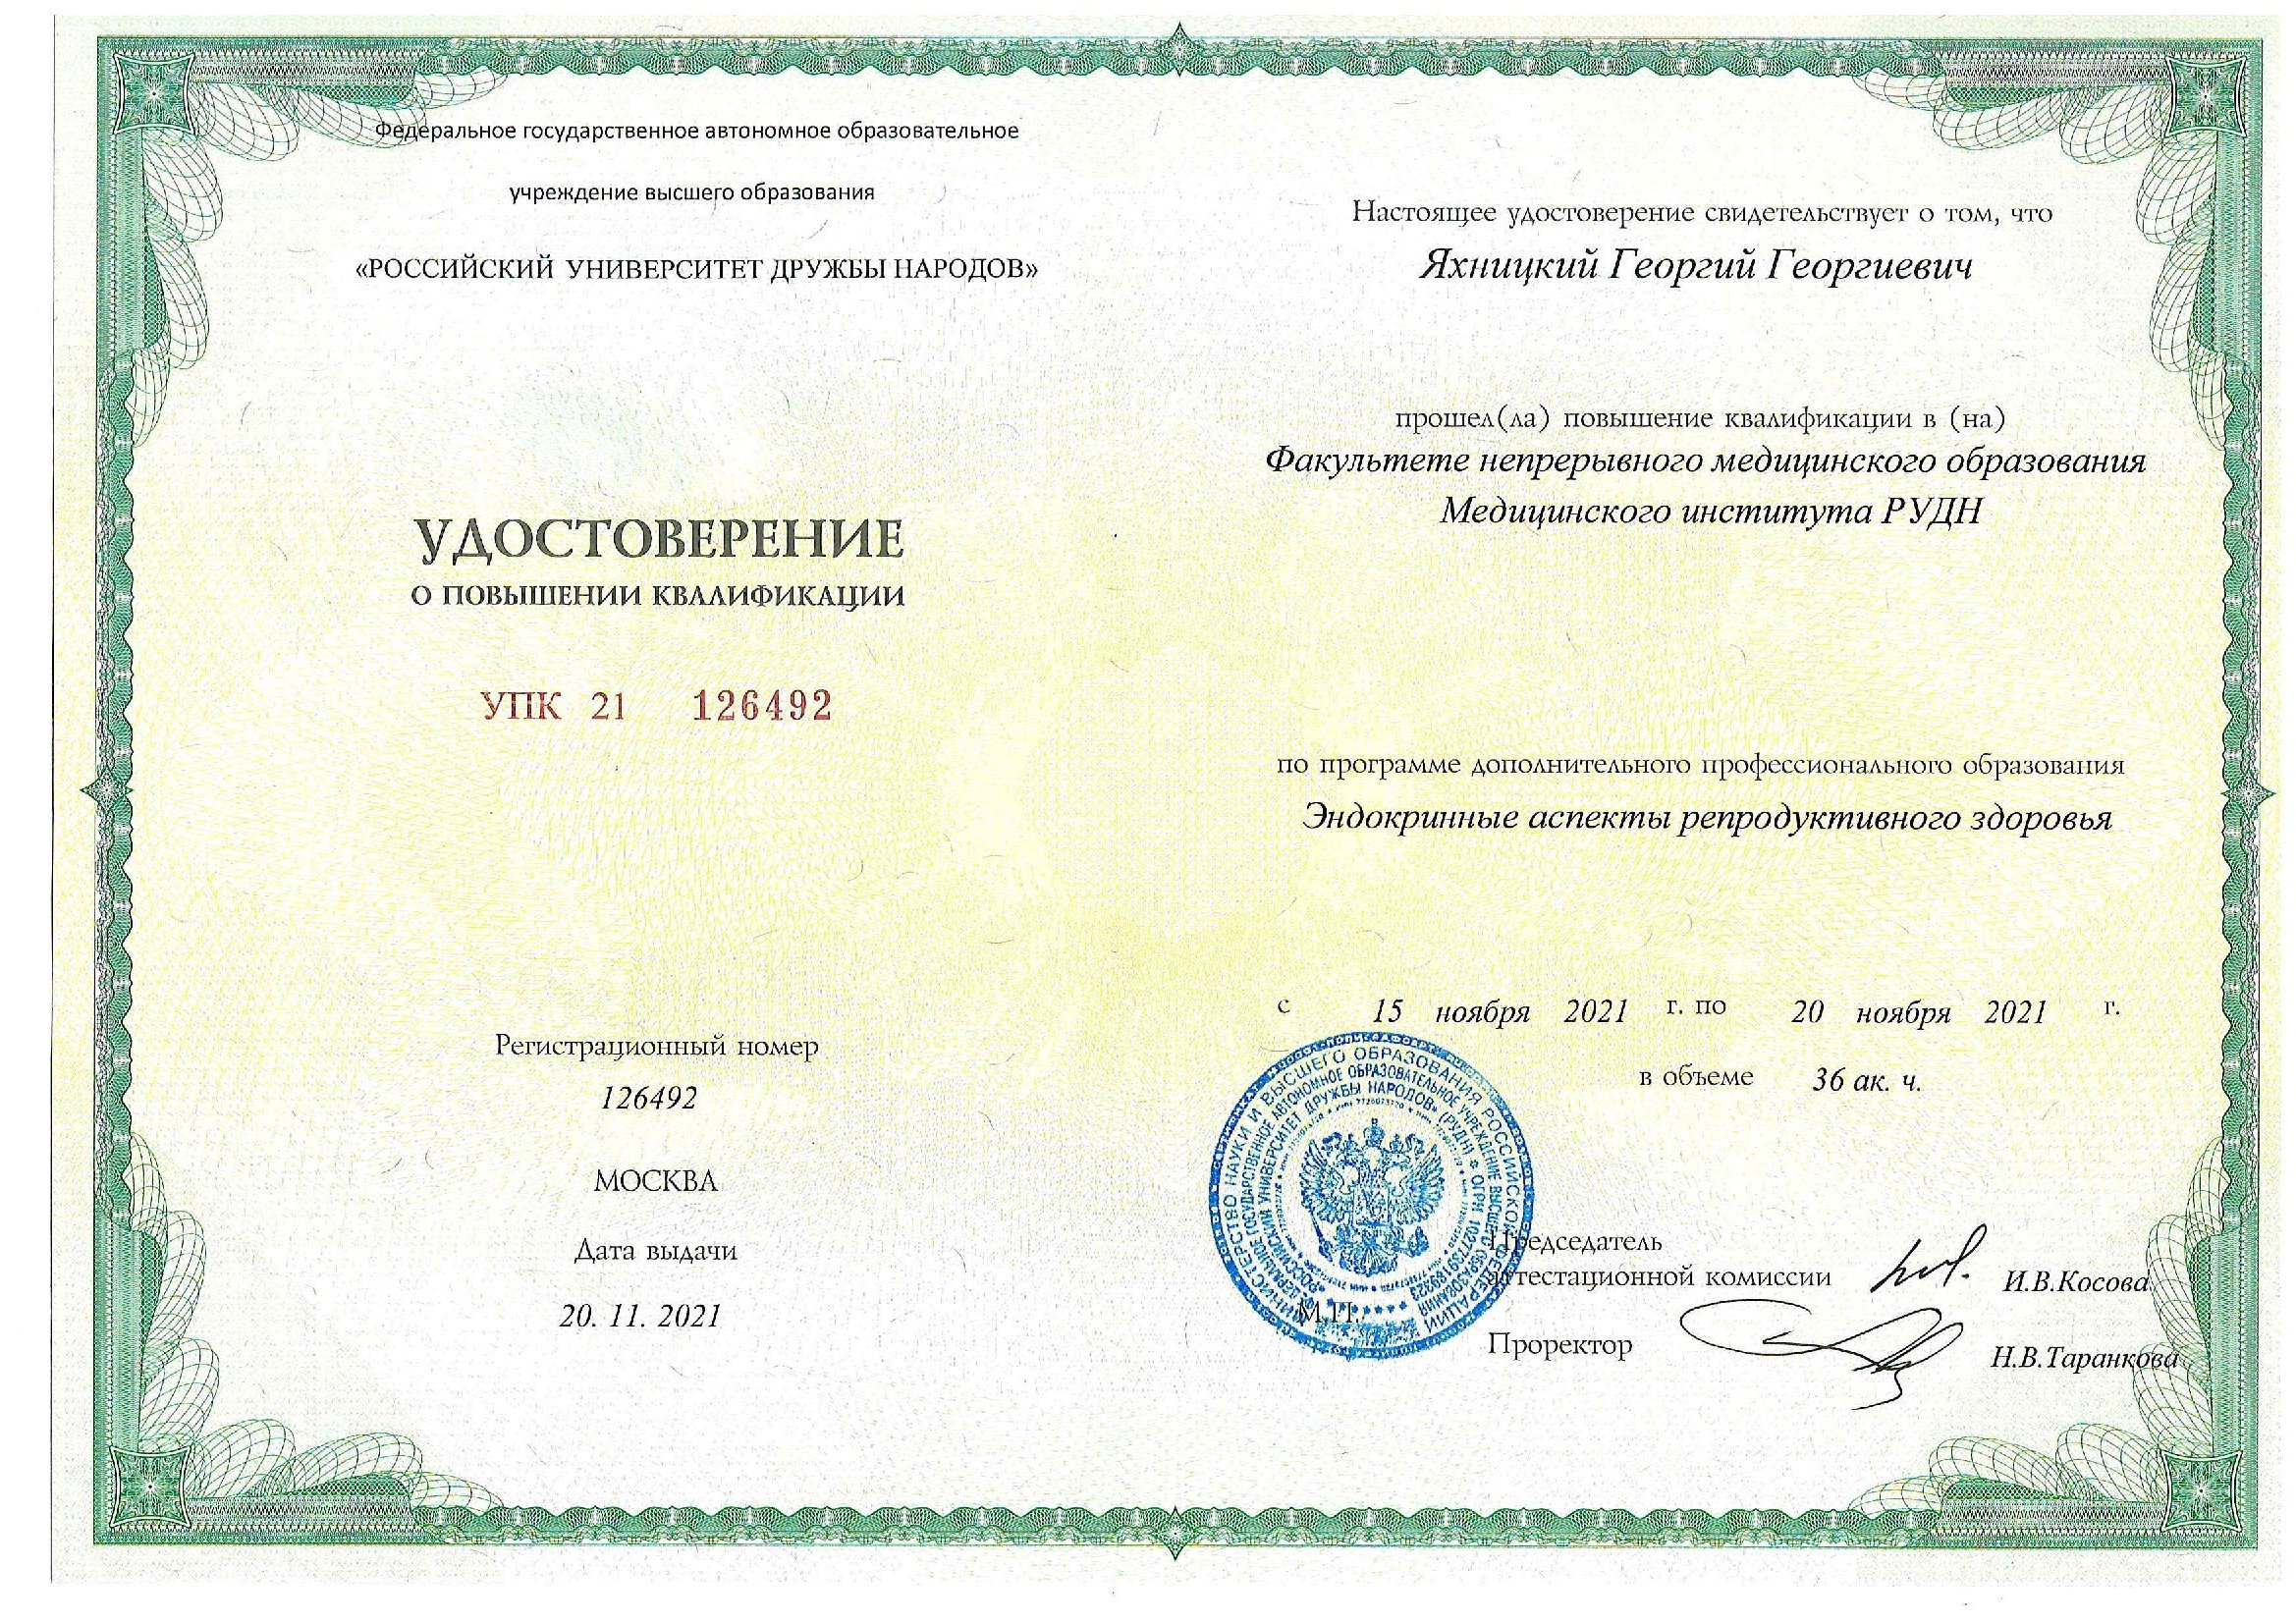 Федеральное государственное автономное образовательное
учреждение высшего образования
«РОССИЙСКИЙ УНИВЕРСИТЕТ ДРУЖБЫ НАРОДОВ»
УДОСТОВЕРЕНИЕ
О ПОВЫШЕНИИ КВАЛИФИКАЦИИ
УПК 21 126492
Регистрационный номер
126492
МОСКВА
Дата выдачи
20. 11. 2021
Настоящее удостоверение свидетельствует о том, что
Яхницкий Георгий Георгиевич
прошел(ла) повышение квалификации в (на)
Факультете непрерывного медицинского образования
Медицинского института РУДН
по программе дополнительного профессионального образования
Эндокринные аспекты репродуктивного здоровья
с 15 ноября 2021 г. по 20 ноября 2021 г.
в объеме 36 ак. ч.
МИНИСТЕРСТВО НАУКИ И ВЫСШЕГО ОБРАЗОВАНИЯ РОССИЙСКОЙ ФЕДЕРАЦИИ
ФЕДЕРАЛЬНОЕ ГОСУДАРСТВЕННОЕ АВТОНОМНОЕ ОБРАЗОВАТЕЛЬНОЕ УЧРЕЖДЕНИЕ ВЫСШЕГО ОБРАЗОВАНИЯ
«РОССИЙСКИЙ УНИВЕРСИТЕТ ДРУЖБЫ НАРОДОВ» (РУДН) * ОГРН 1027739189323
Председатель
аттестационной комиссии И.В.Косова
М.П.
Проректор Н.В.Таранкова